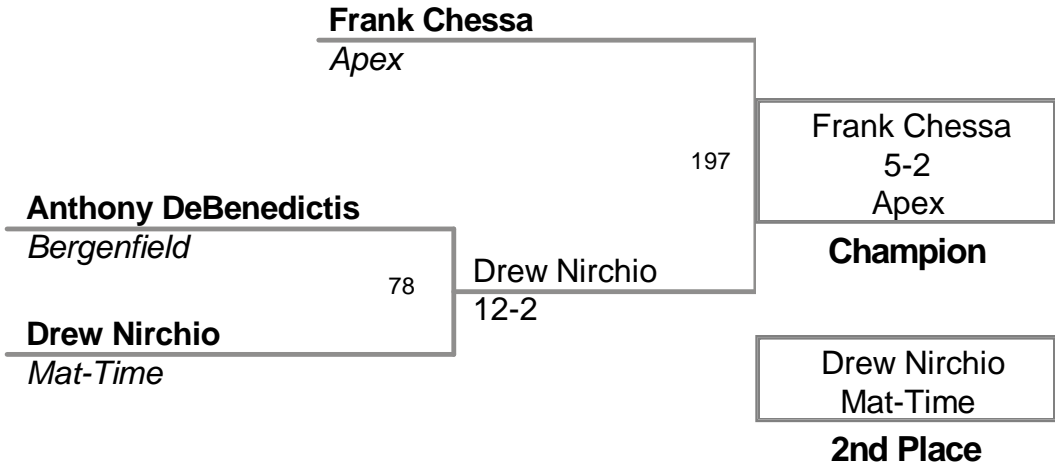 Frank Chessa
Apex
197
Frank Chessa
5-2
Apex
Champion
Anthony DeBenedictis
Bergenfield
78
Drew Nirchio
12-2
Drew Nirchio
Mat-Time
Drew Nirchio
Mat-Time
2nd Place